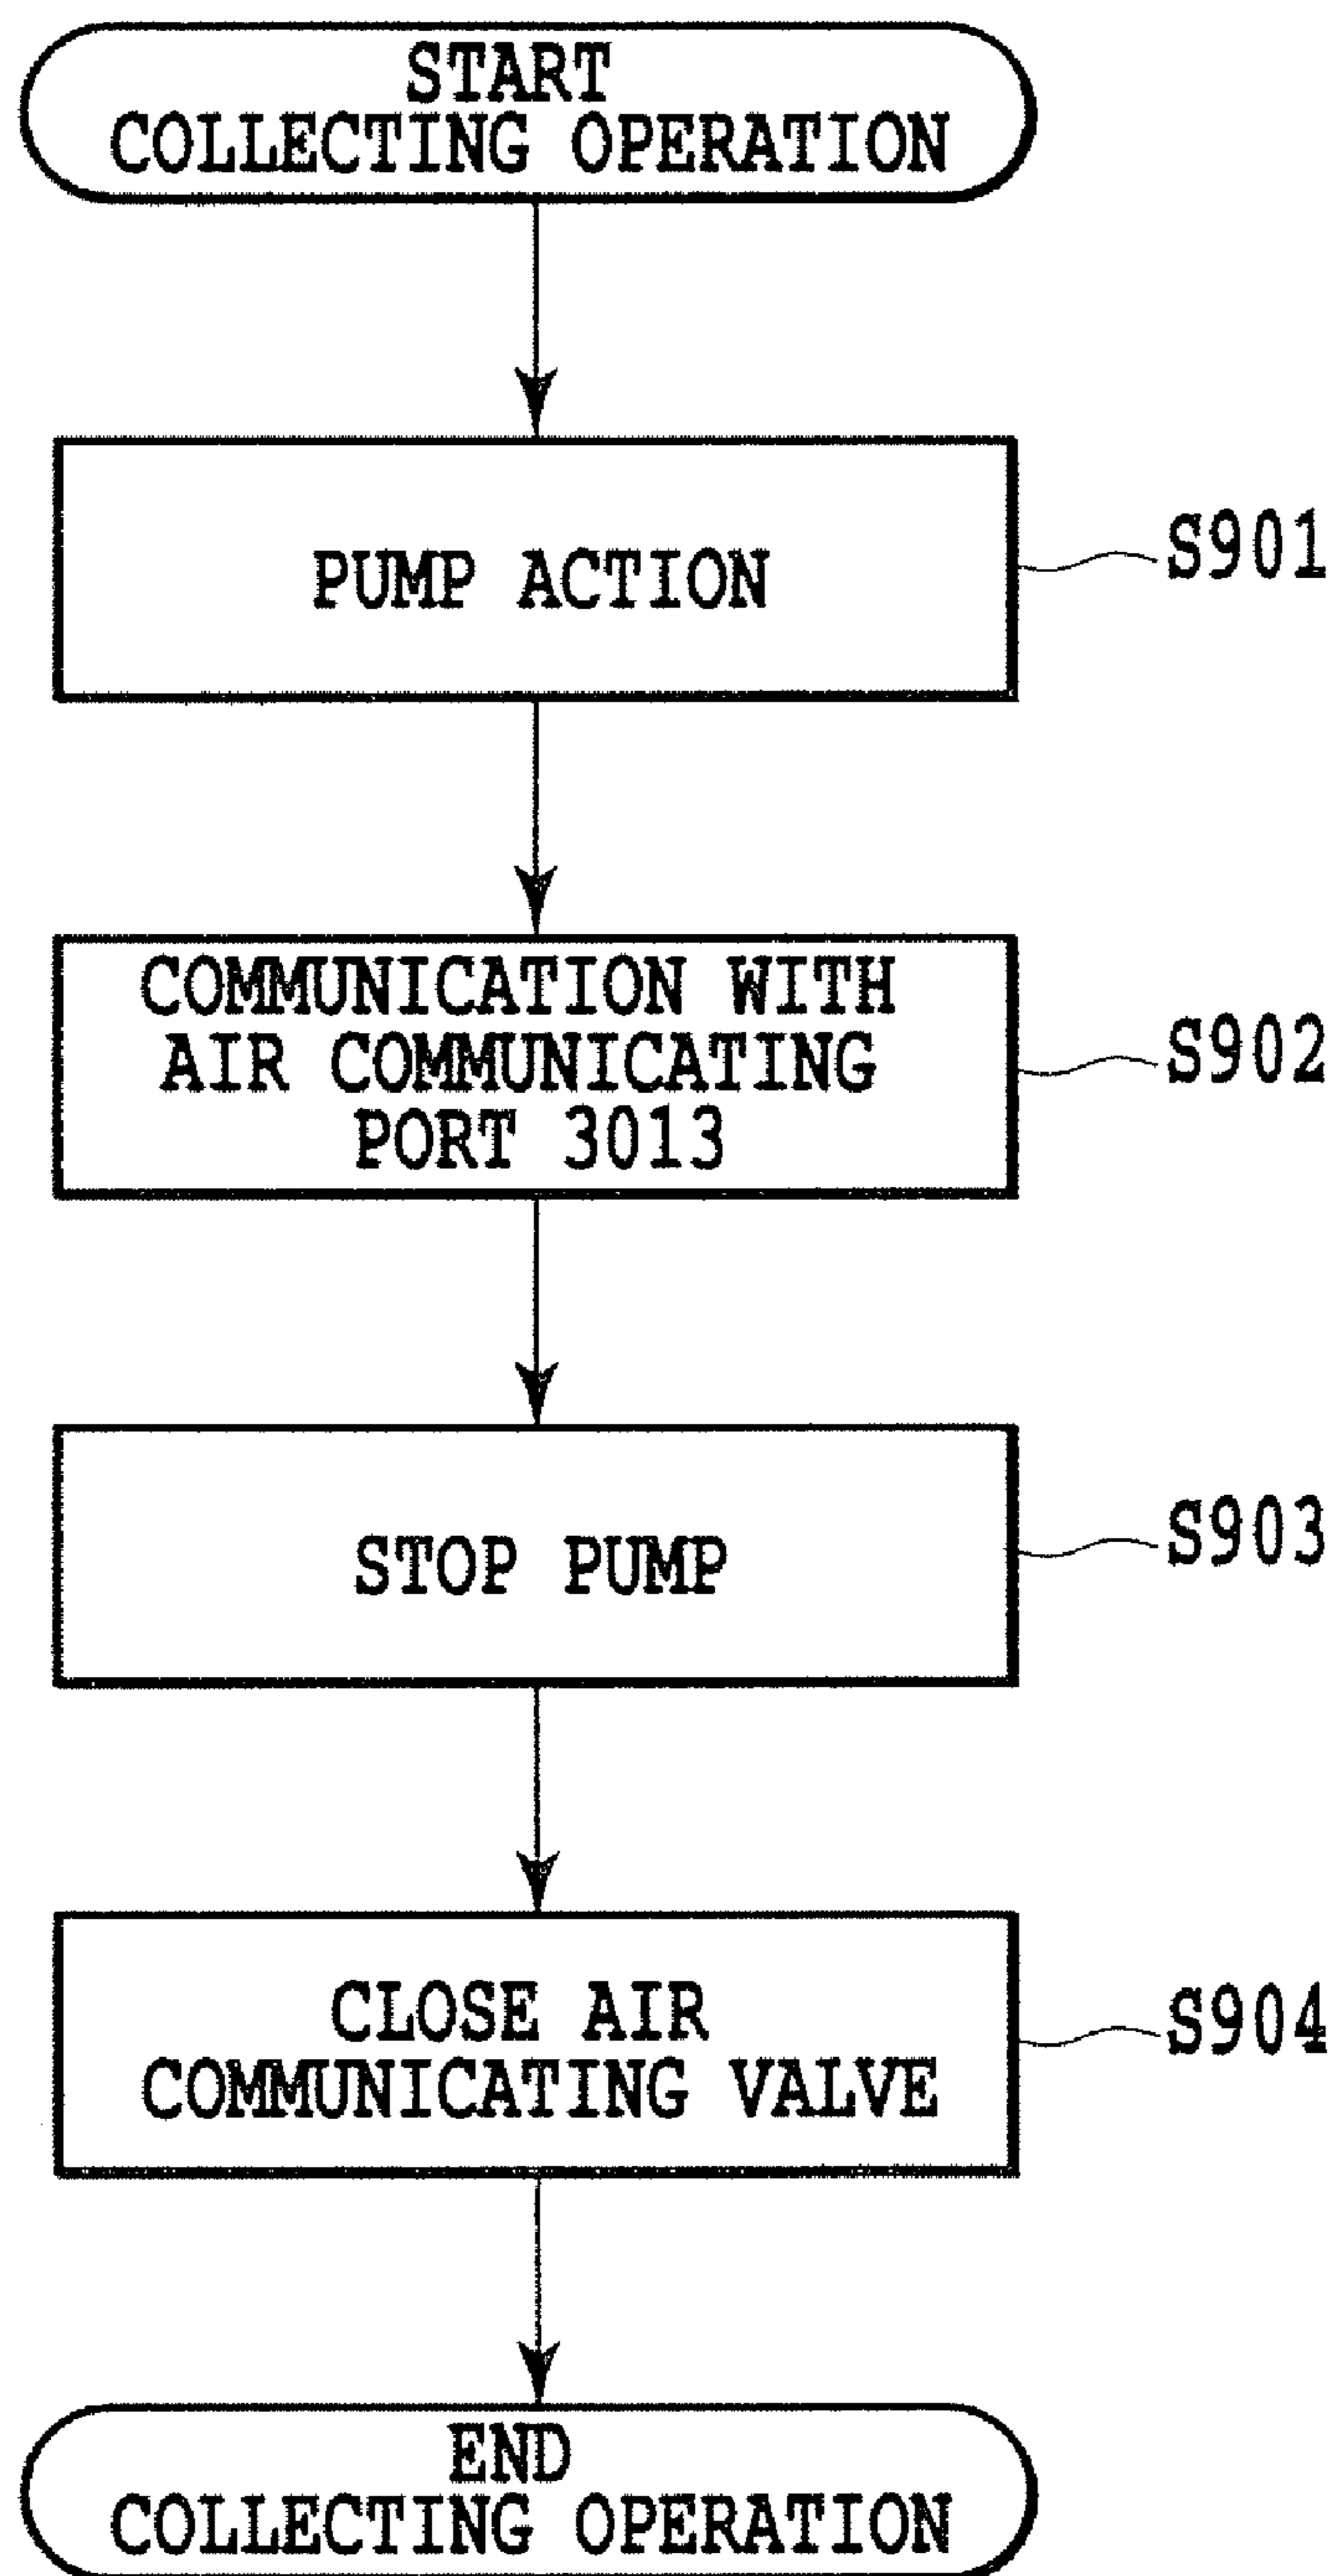 START
COLLECTING OPERATION
PUMP ACTION
S901
COMMUNICATION WITH
AIR COMMUNICATING
PORT 3013
S902
STOP PUMP
S903
CLOSE AIR
COMMUNICATING VALVE
S904
END
COLLECTING OPERATION